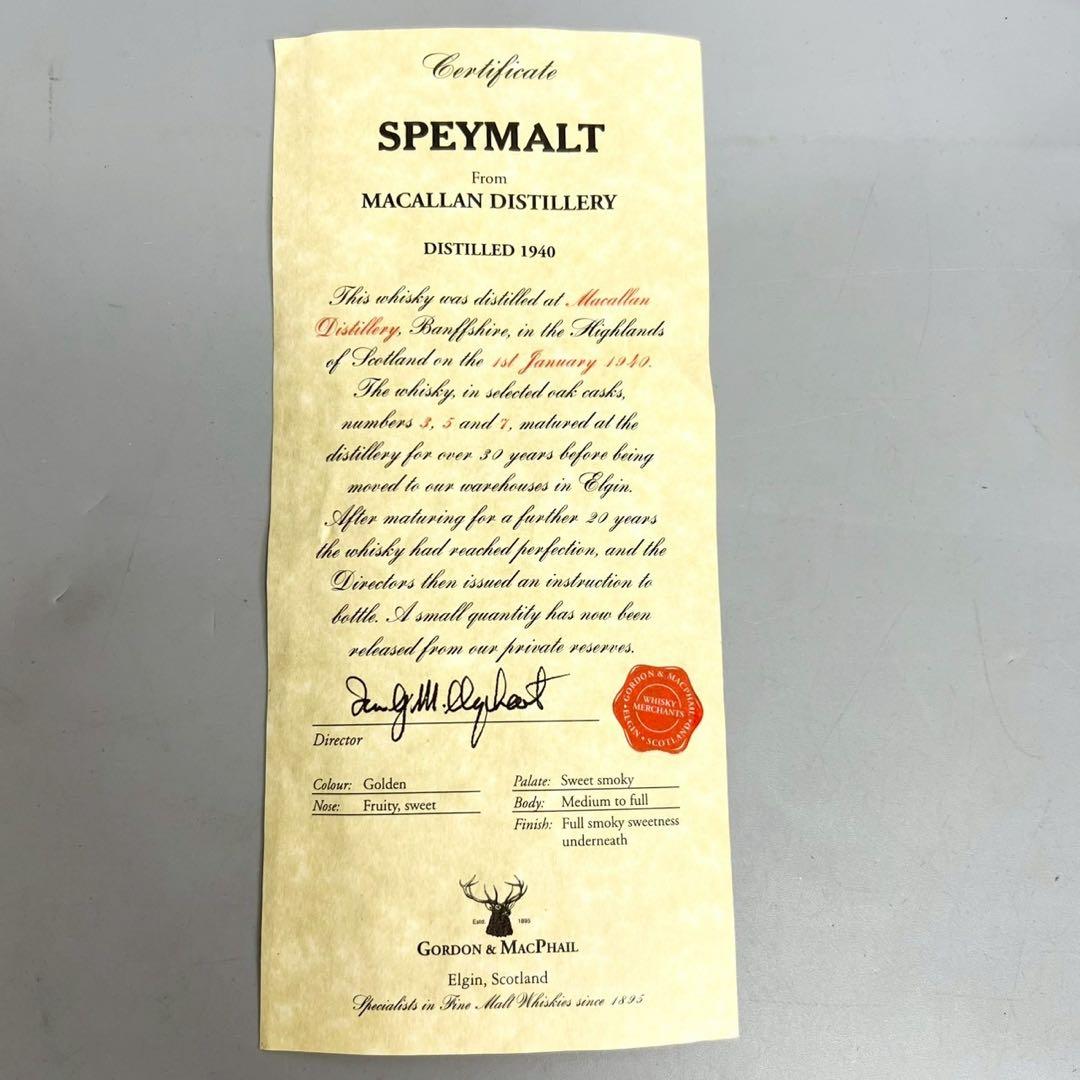 Certificate
SPEYMALT
From
MACALLAN DISTILLERY
DISTILLED 1940
This whisky was distilled at Macallan
Distillery, Banffshire, in the Highlands
of Scotland on the 1st January 1940.
The whisky, in selected oak casks,
numbers 3, 5 and 7, matured at the
distillery for over 30 years before being
moved to our warehouses in Elgin.
After maturing for a further 20 years
the whisky had reached perfection, and the
Directors then issued an instruction to
bottle. A small quantity has now been
released from our private reserves.
Director
GORDON & MACPHAIL
WHISKY
MERCHANTS
ELGIN • SCOTLAND
Colour: Golden
Nose: Fruity, sweet
Palate: Sweet smoky
Body: Medium to full
Finish: Full smoky sweetness
underneath
Estd. 1895
GORDON & MACPHAIL
Elgin, Scotland
Specialists in Fine Malt Whiskies since 1895